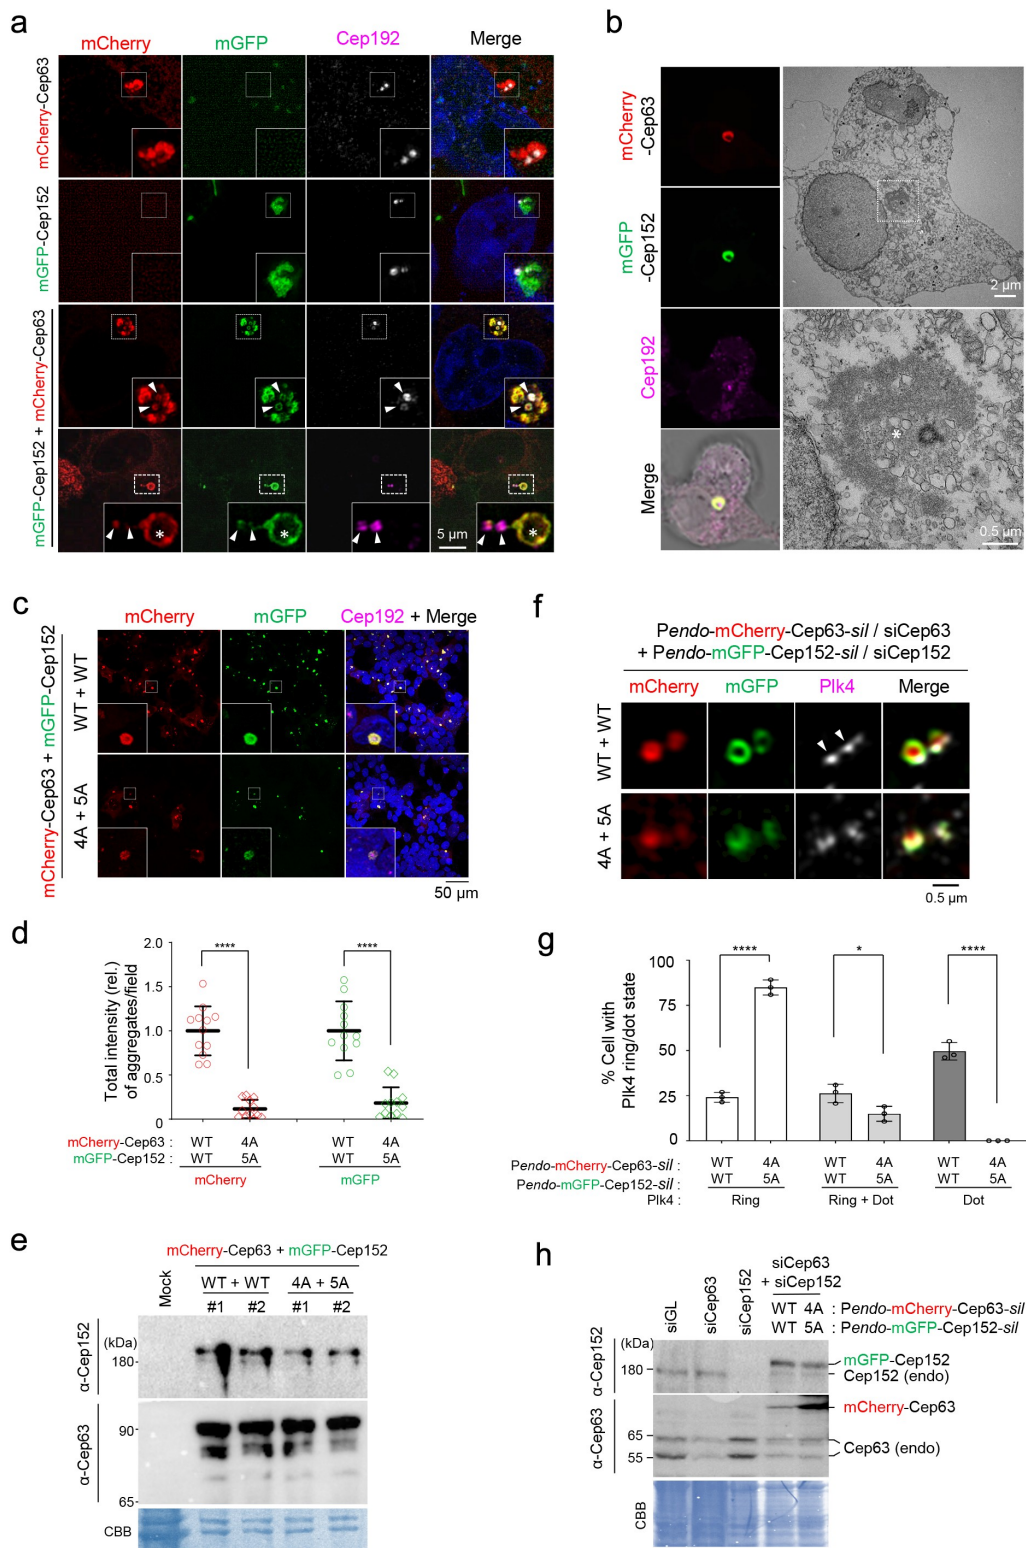 a
mCherry mGFP Cep192 Merge
mCherry-Cep63
mGFP-Cep152
mGFP-Cep152 + mCherry-Cep63
*
*
*
5 µm
b
mCherry
-Cep63
mGFP
-Cep152
Cep192
Merge
2 µm
*
0.5 µm
c
mCherry mGFP Cep192 + Merge
mCherry-Cep63 + mGFP-Cep152
WT + WT
4A + 5A
50 µm
f
Pendo-mCherry-Cep63-sil / siCep63
+ Pendo-mGFP-Cep152-sil / siCep152
mCherry mGFP Plk4 Merge
WT + WT
4A + 5A
0.5 µm
d
Total intensity (rel.)
of aggregates/field
2.0
1.0
0.5
0
**** ****
mCherry-Cep63 : WT 4A WT 4A
mGFP-Cep152 : WT 5A WT 5A
mCherry mGFP
g
% Cell with
Plk4 ring/dot state
100
75
50
25
0
**** * ****
Pendo-mCherry-Cep63-sil : WT 4A WT 4A WT 4A
Pendo-mGFP-Cep152-sil : WT 5A WT 5A WT 5A
Plk4 : Ring Ring + Dot Dot
e
mCherry-Cep63 + mGFP-Cep152
Mock
WT + WT 4A + 5A
#1 #2 #1 #2
α-Cep152
(kDa)
180-
α-Cep63
90-
65-
CBB
h
siGL
siCep63
siCep152
siCep63
+ siCep152
WT 4A : Pendo-mCherry-Cep63-sil
WT 5A : Pendo-mGFP-Cep152-sil
α-Cep152
(kDa)
180-
mGFP-Cep152
Cep152 (endo)
α-Cep63
mCherry-Cep63
65-
55-
Cep63 (endo)
CBB